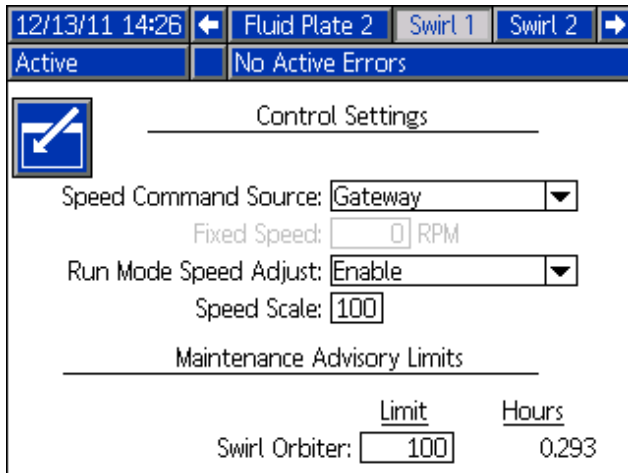 12/13/11 14:26 Fluid Plate 2 Swirl 1 Swirl 2
Active No Active Errors
Control Settings
Speed Command Source: Gateway
Fixed Speed: 0 RPM
Run Mode Speed Adjust: Enable
Speed Scale: 100
Maintenance Advisory Limits
Limit Hours
Swirl Orbiter: 100 0.293